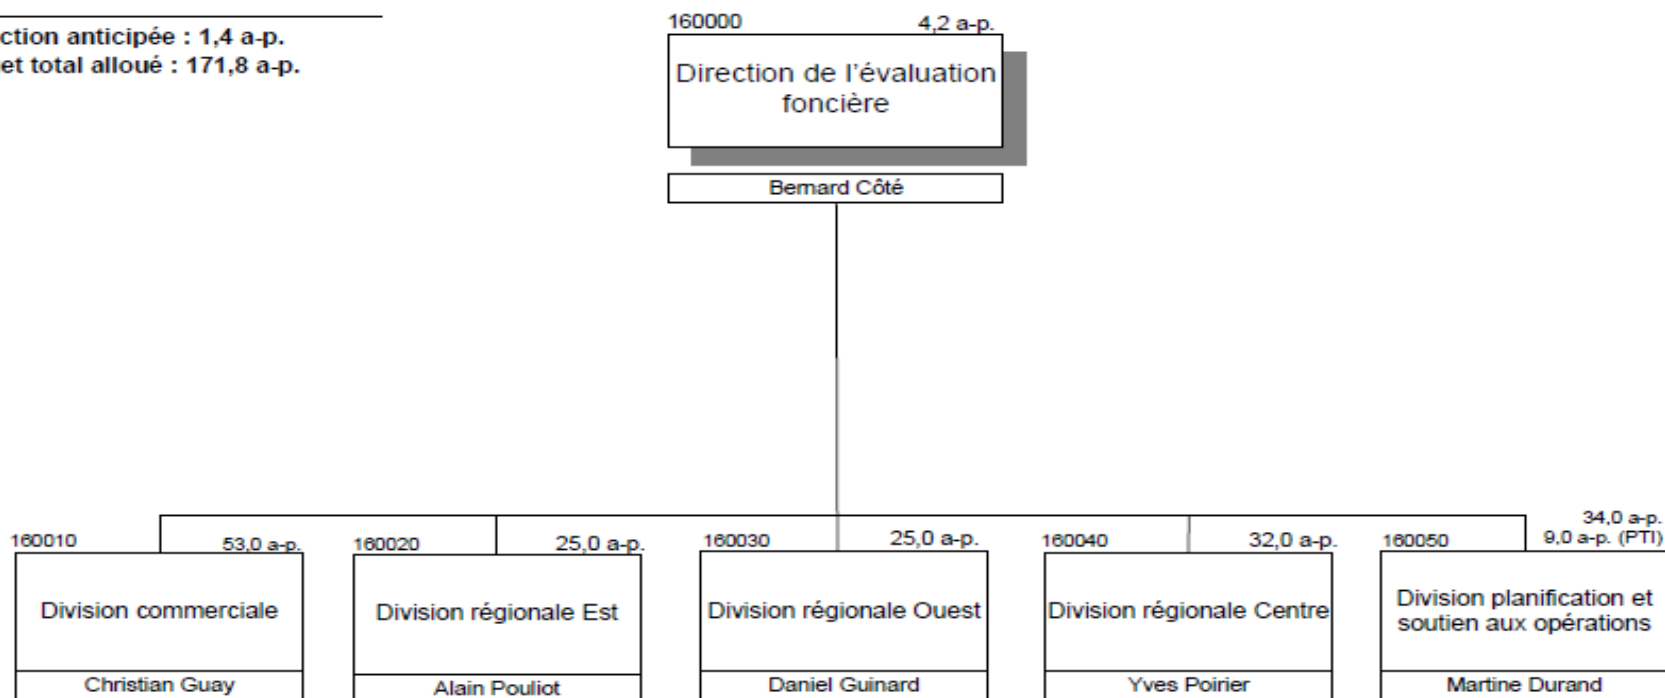 ction anticipée : 1,4 a-p.
et total alloué : 171,8 a-p.
160000 4,2 a-p.
Direction de l'évaluation
foncière
Bernard Côté
160010 53,0 a-p.
Division commerciale
Christian Guay
160020 25,0 a-p.
Division régionale Est
Alain Pouliot
160030 25,0 a-p.
Division régionale Ouest
Daniel Guinard
160040 32,0 a-p.
Division régionale Centre
Yves Poirier
34,0 a-p.
160050 9,0 a-p. (PTI)
Division planification et
soutien aux opérations
Martine Durand